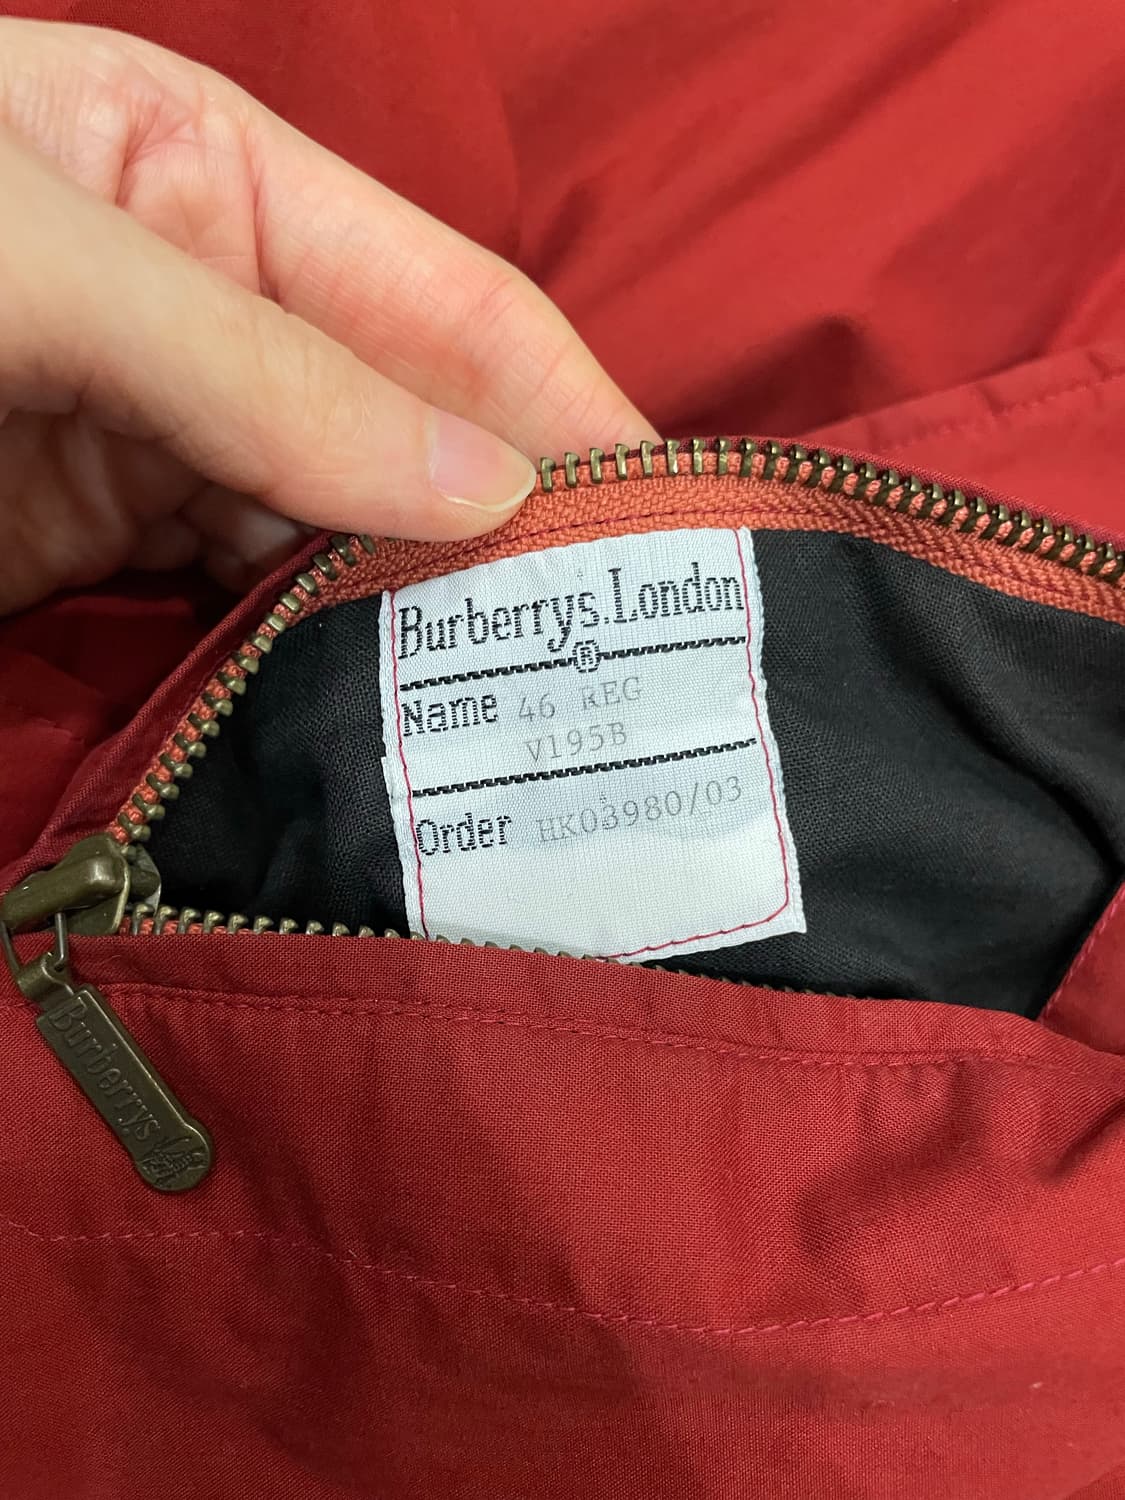 Burberrys.London
®
Name 46 REG
V195B
Order HK03980/03
Burberrys